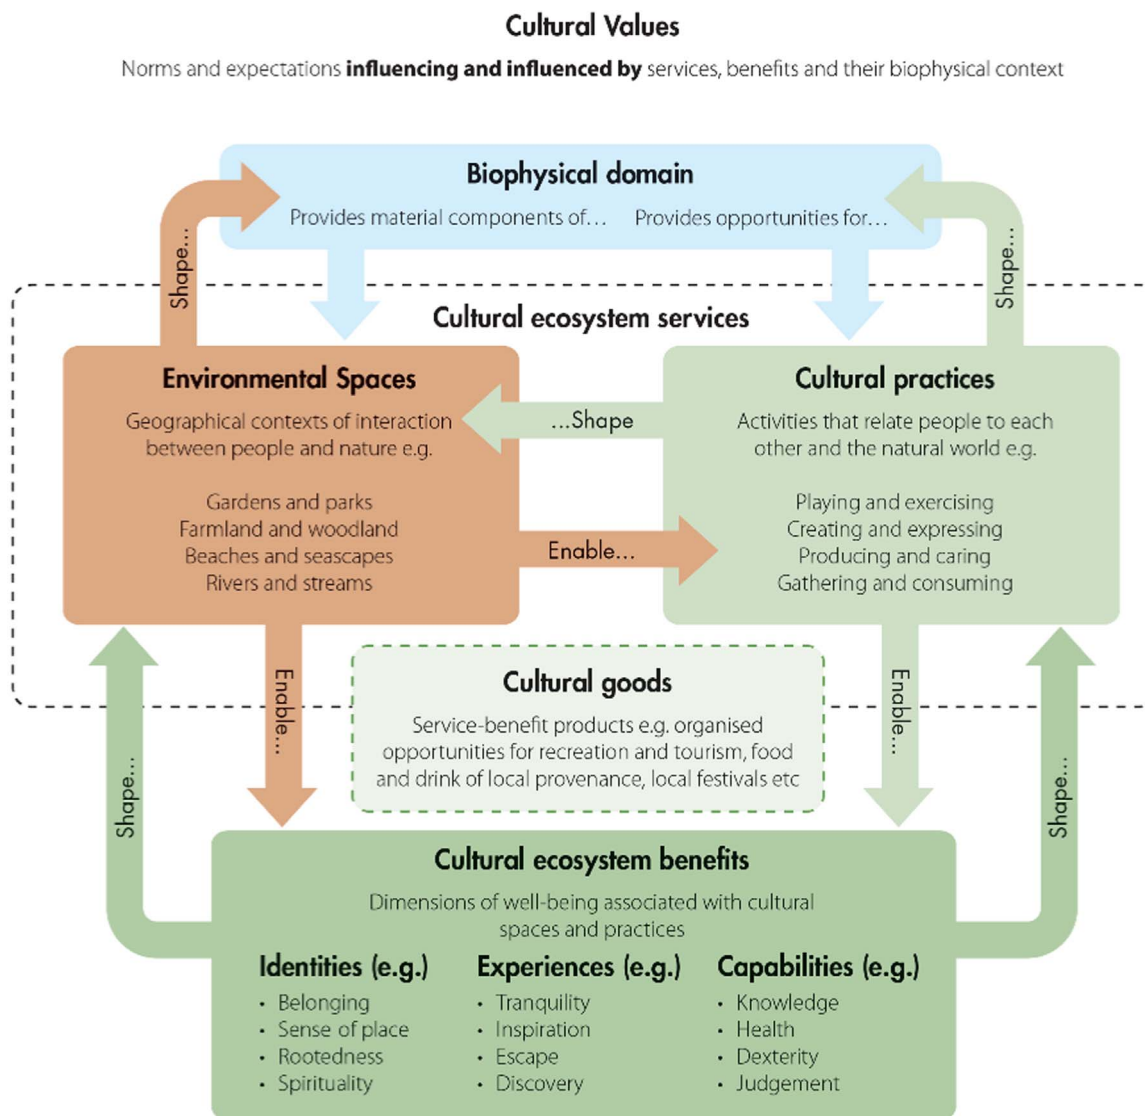 Cultural Values
Norms and expectations influencing and influenced by services, benefits and their biophysical context
Biophysical domain
Provides material components of…
Provides opportunities for…
Shape…
Shape…
Cultural ecosystem services
Environmental Spaces
Geographical contexts of interaction
between people and nature e.g.
Gardens and parks
Farmland and woodland
Beaches and seascapes
Rivers and streams
…Shape
Enable…
Cultural practices
Activities that relate people to each
other and the natural world e.g.
Playing and exercising
Creating and expressing
Producing and caring
Gathering and consuming
Shape…
Enable…
Cultural goods
Service-benefit products e.g. organised
opportunities for recreation and tourism, food
and drink of local provenance, local festivals etc
Enable…
Shape…
Cultural ecosystem benefits
Dimensions of well-being associated with cultural
spaces and practices
Identities (e.g.)
• Belonging
• Sense of place
• Rootedness
• Spirituality
Experiences (e.g.)
• Tranquility
• Inspiration
• Escape
• Discovery
Capabilities (e.g.)
• Knowledge
• Health
• Dexterity
• Judgement